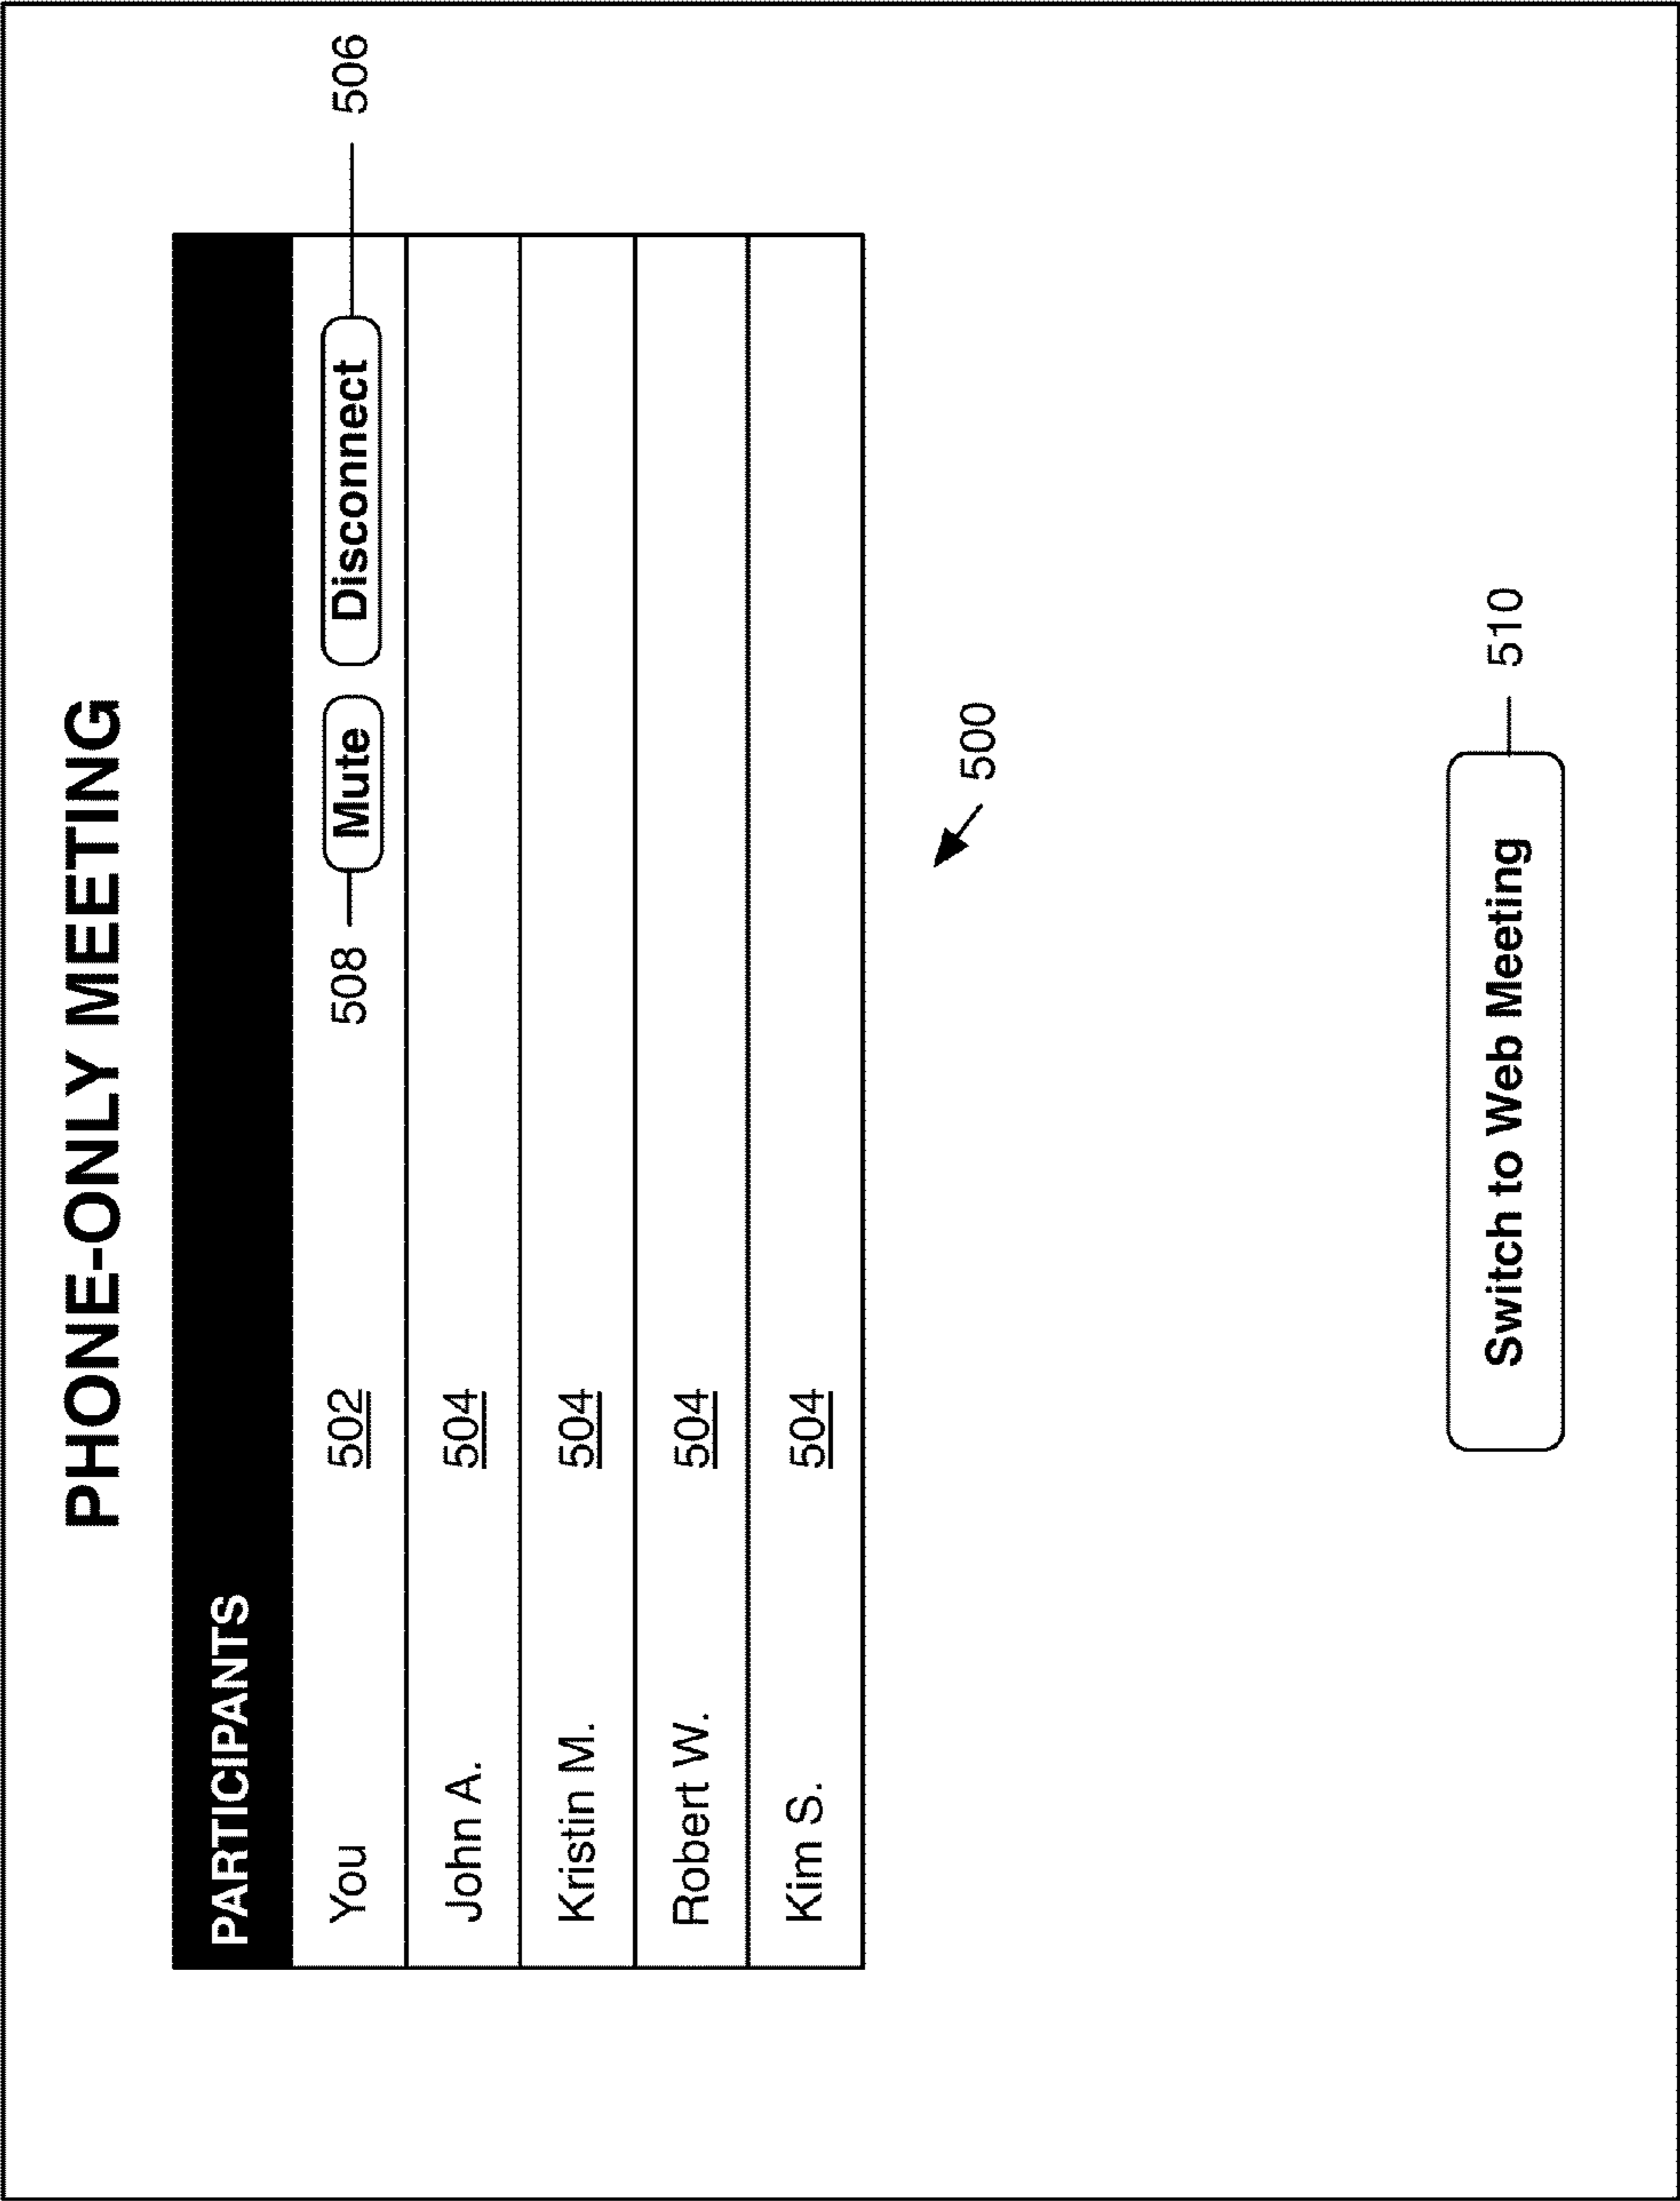 PHONE-ONLY MEETING
PARTICIPANTS
You 502 508 Mute Disconnect 506
John A. 504
Kristin M. 504
Robert W. 504
Kim S. 504
500
Switch to Web Meeting 510